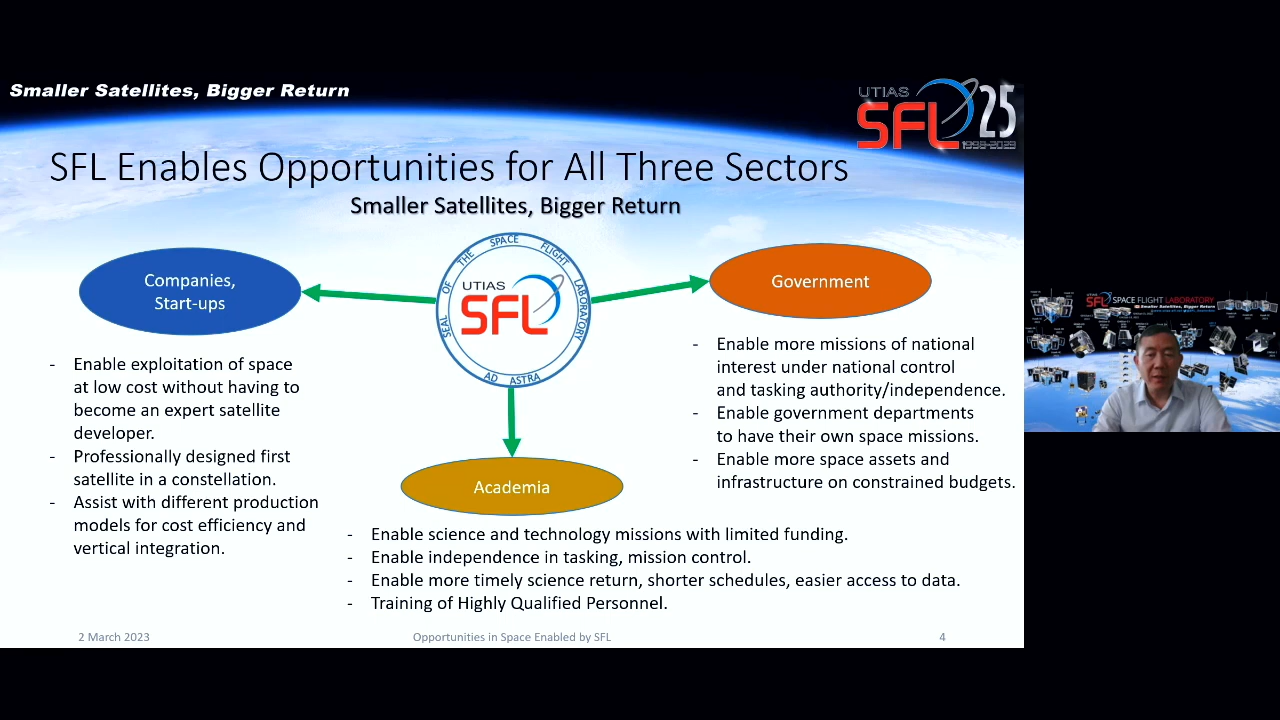 Smaller Satellites, Bigger Return
UTIAS
SFL 25
1998-2023
SFL Enables Opportunities for All Three Sectors
Smaller Satellites, Bigger Return
Companies,
Start-ups
SEAL OF THE SPACE FLIGHT LABORATORY
UTIAS
SFL
AD ASTRA
Government
- Enable exploitation of space
at low cost without having to
become an expert satellite
developer.
- Professionally designed first
satellite in a constellation.
- Assist with different production
models for cost efficiency and
vertical integration.
- Enable more missions of national
interest under national control
and tasking authority/independence.
- Enable government departments
to have their own space missions.
- Enable more space assets and
infrastructure on constrained budgets.
Academia
- Enable science and technology missions with limited funding.
- Enable independence in tasking, mission control.
- Enable more timely science return, shorter schedules, easier access to data.
- Training of Highly Qualified Personnel.
2 March 2023
Opportunities in Space Enabled by SFL
4
SFL SPACE FLIGHT LABORATORY
Smaller Satellites, Bigger Return